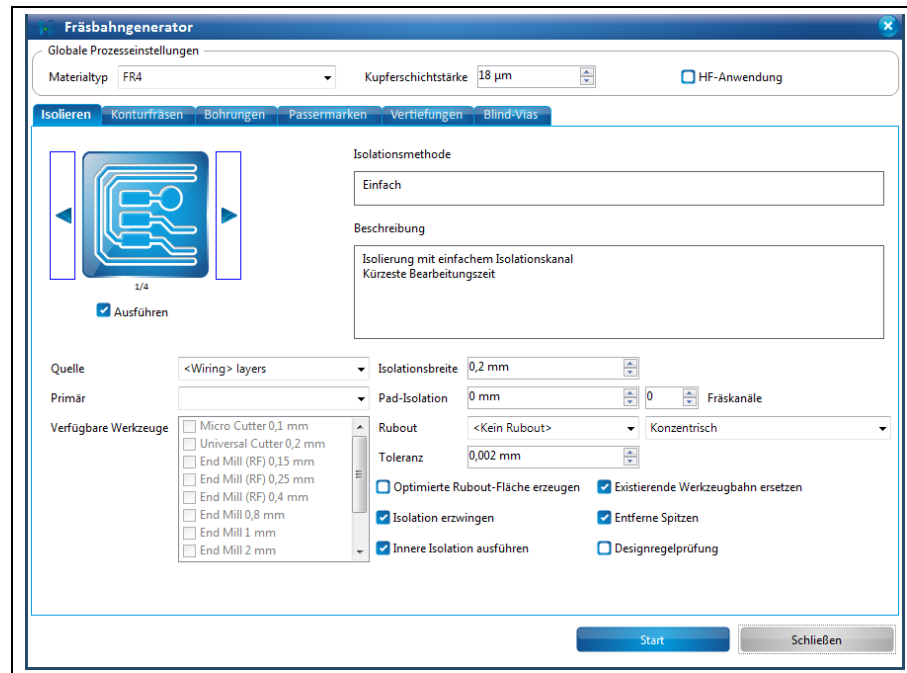 Fräsbahngenerator
Globale Prozesseinstellungen
Materialtyp FR4 Kupferschichtstärke 18 µm HF-Anwendung
Isolieren Konturfräsen Bohrungen Passermarken Vertiefungen Blind-Vias
Isolationsmethode
Einfach
Beschreibung
Isolierung mit einfachem Isolationskanal
Kürzeste Bearbeitungszeit
1/4
Ausführen
Quelle <Wiring> layers Isolationsbreite 0,2 mm
Primär Pad-Isolation 0 mm 0 Fräskanäle
Verfügbare Werkzeuge Micro Cutter 0,1 mm Rubout <Kein Rubout> Konzentrisch
Universal Cutter 0,2 mm
End Mill (RF) 0,15 mm Toleranz 0,002 mm
End Mill (RF) 0,25 mm Optimierte Rubout-Fläche erzeugen Existierende Werkzeugbahn ersetzen
End Mill (RF) 0,4 mm
End Mill 0,8 mm Isolation erzwingen Entferne Spitzen
End Mill 1 mm
End Mill 2 mm Innere Isolation ausführen Designregelprüfung
Start Schließen